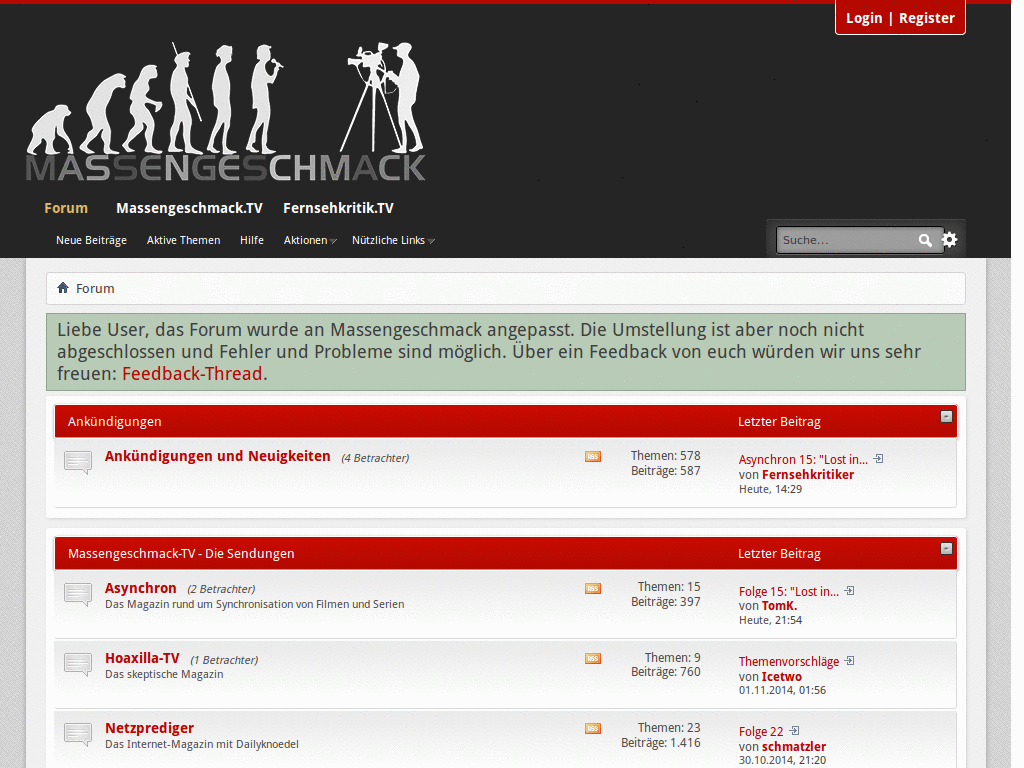 Login | Register
MASSENGESCHMACK
Forum Massengeschmack.TV Fernsehkritik.TV
Neue Beiträge Aktive Themen Hilfe Aktionen Nützliche Links
Suche...
Forum
Liebe User, das Forum wurde an Massengeschmack angepasst. Die Umstellung ist aber noch nicht
abgeschlossen und Fehler und Probleme sind möglich. Über ein Feedback von euch würden wir uns sehr
freuen: Feedback-Thread.
Ankündigungen Letzter Beitrag
Ankündigungen und Neuigkeiten (4 Betrachter)
RSS
Themen: 578
Beiträge: 587
Asynchron 15: "Lost in...
von Fernsehkritiker
Heute, 14:29
Massengeschmack-TV - Die Sendungen Letzter Beitrag
Asynchron (2 Betrachter)
Das Magazin rund um Synchronisation von Filmen und Serien
RSS
Themen: 15
Beiträge: 397
Folge 15: "Lost in...
von TomK.
Heute, 21:54
Hoaxilla-TV (1 Betrachter)
Das skeptische Magazin
RSS
Themen: 9
Beiträge: 760
Themenvorschläge
von Icetwo
01.11.2014, 01:56
Netzprediger
Das Internet-Magazin mit Dailyknoedel
RSS
Themen: 23
Beiträge: 1.416
Folge 22
von schmatzler
30.10.2014, 21:20